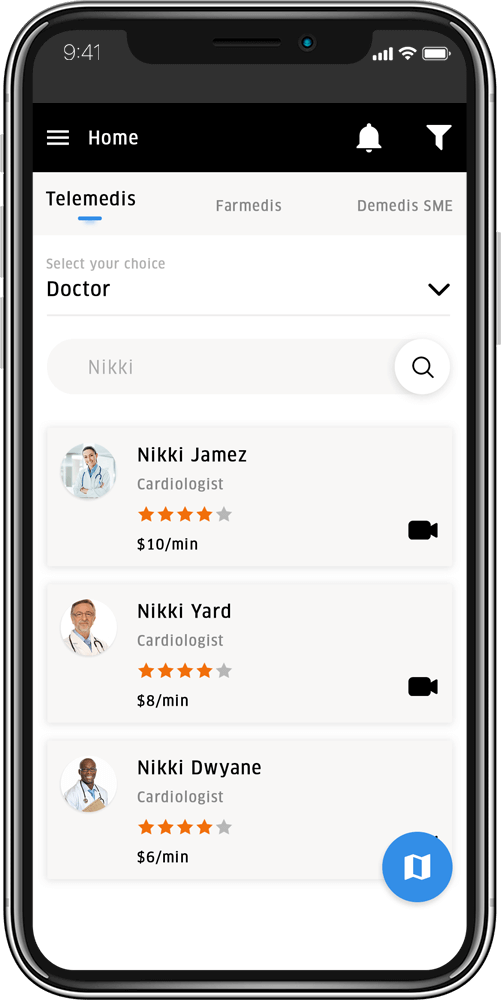 9:41
Home
Telemedis Farmedis Demedis SME
Select your choice
Doctor
Nikki
Nikki Jamez
Cardiologist
$10/min
Nikki Yard
Cardiologist
$8/min
Nikki Dwyane
Cardiologist
$6/min